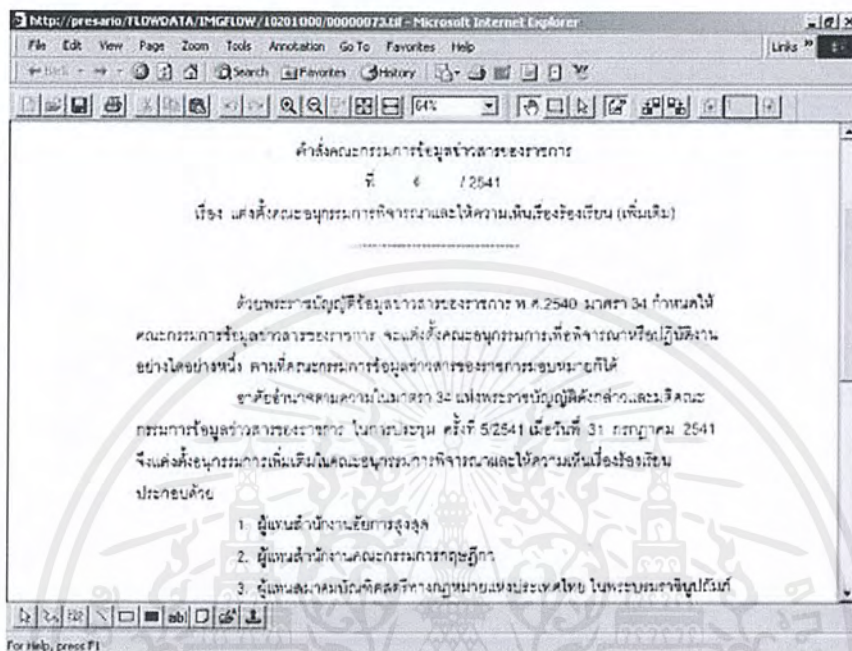 http://presario/FLOWDATA/IMGFLOW/10201000/00000073.tif - Microsoft Internet Explorer
File Edit View Page Zoom Tools Annotation Go To Favorites Help Links »
Back Search Favorites History
64%
คำสั่งคณะกรรมการข้อมูลข่าวสารของราชการ
ที่ 6 / 2541
เรื่อง แต่งตั้งคณะอนุกรรมการพิจารณาและให้ความเห็นเรื่องร้องเรียน (เพิ่มเติม)
ด้วยพระราชบัญญัติข้อมูลข่าวสารของราชการ พ.ศ.2540 มาตรา 34 กำหนดให้
คณะกรรมการข้อมูลข่าวสารของราชการ จะแต่งตั้งคณะอนุกรรมการเพื่อพิจารณาหรือปฏิบัติงาน
อย่างใดอย่างหนึ่ง ตามที่คณะกรรมการข้อมูลข่าวสารของราชการมอบหมายก็ได้
อาศัยอำนาจตามความในมาตรา 34 แห่งพระราชบัญญัติดังกล่าวและมติคณะ
กรรมการข้อมูลข่าวสารของราชการ ในการประชุม ครั้งที่ 5/2541 เมื่อวันที่ 31 กรกฎาคม 2541
จึงแต่งตั้งอนุกรรมการเพิ่มเติมในคณะอนุกรรมการพิจารณาและให้ความเห็นเรื่องร้องเรียน
ประกอบด้วย
1. ผู้แทนสำนักงานอัยการสูงสุด
2. ผู้แทนสำนักงานคณะกรรมการกฤษฎีกา
3. ผู้แทนสมาคมบัณฑิตสตรีทางกฎหมายแห่งประเทศไทย ในพระบรมราชินูปถัมภ์
ab
For Help, press F1